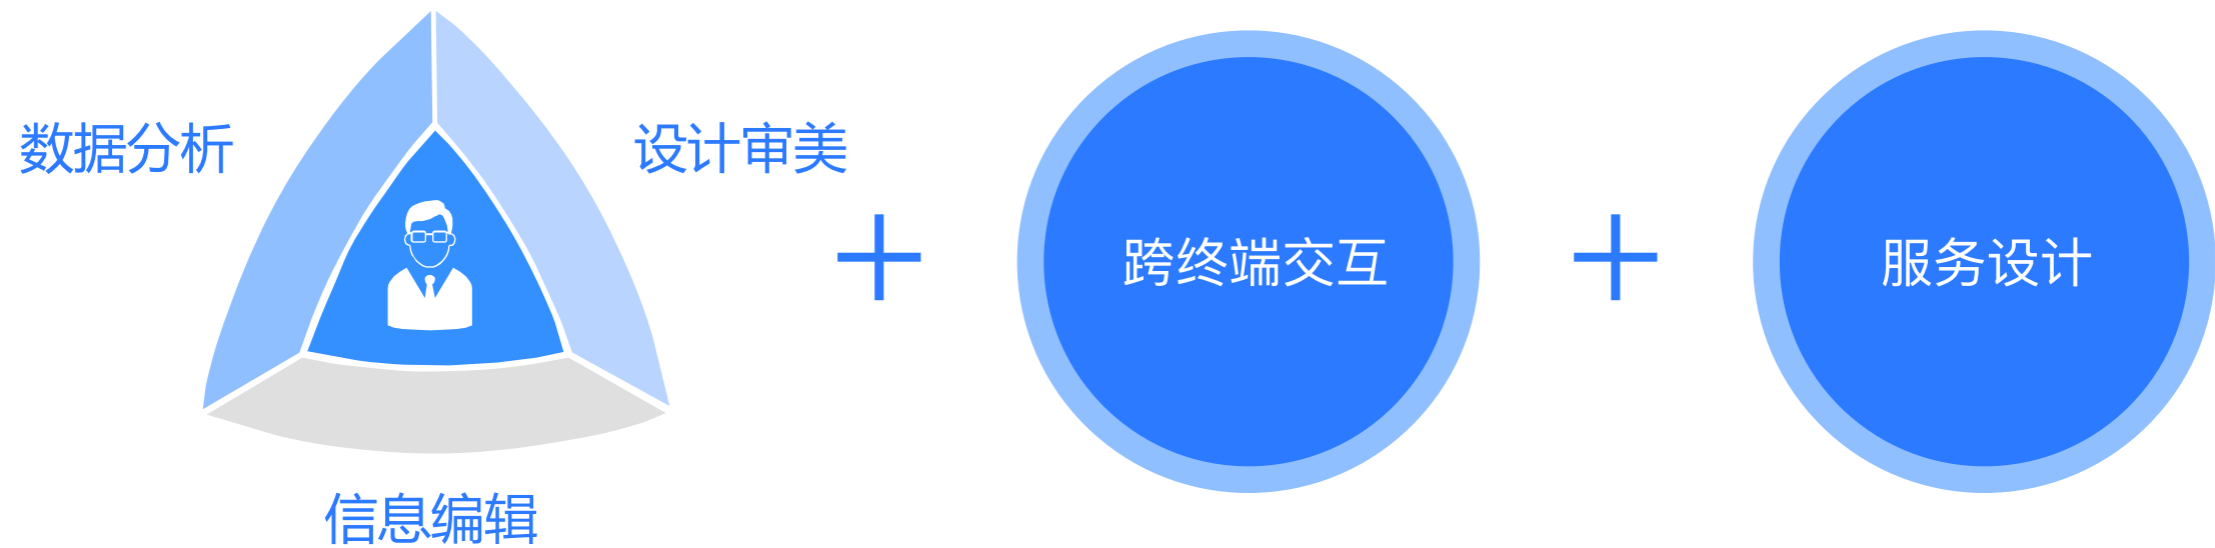 数据分析
设计审美
信息编辑
跨终端交互
服务设计